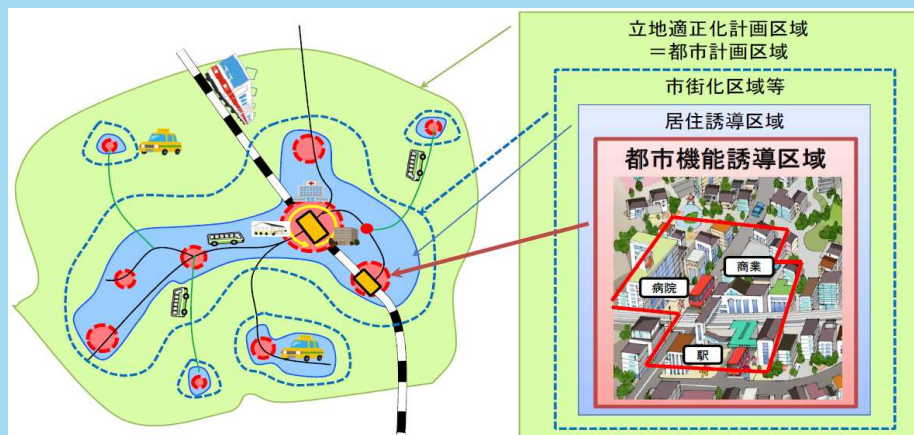 立地適正化計画区域
＝都市計画区域
市街化区域等
居住誘導区域
都市機能誘導区域
商業
病院
駅